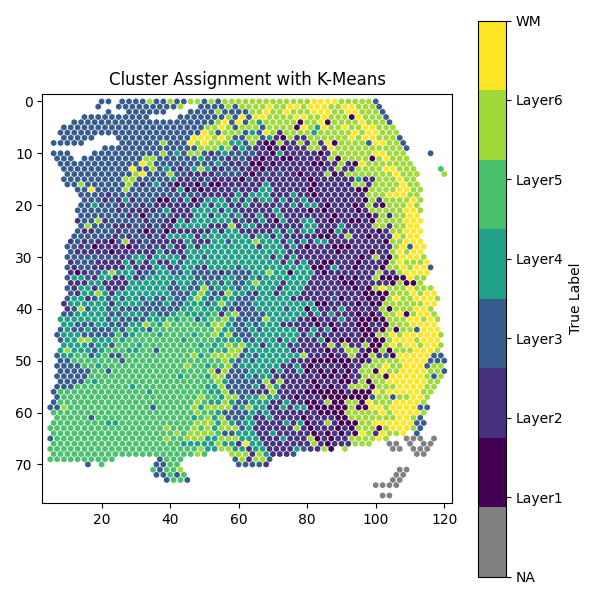 Cluster Assignment with K-Means
0
10
20
30
40
50
60
70
20 40 60 80 100 120
WM
Layer6
Layer5
Layer4
Layer3
Layer2
Layer1
NA
True Label